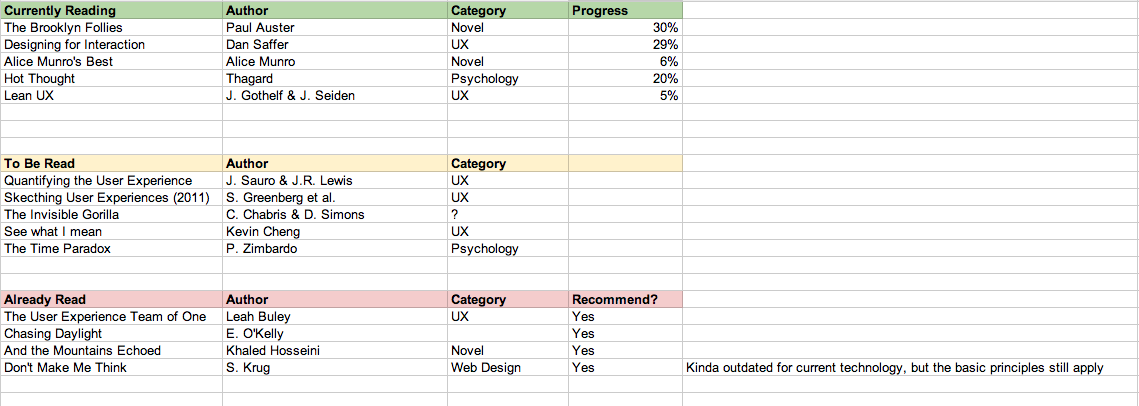 Currently Reading Author Category Progress
The Brooklyn Follies Paul Auster Novel 30%
Designing for Interaction Dan Saffer UX 29%
Alice Munro's Best Alice Munro Novel 6%
Hot Thought Thagard Psychology 20%
Lean UX J. Gothelf & J. Seiden UX 5%
To Be Read Author Category
Quantifying the User Experience J. Sauro & J.R. Lewis UX
Skecthing User Experiences (2011) S. Greenberg et al. UX
The Invisible Gorilla C. Chabris & D. Simons ?
See what I mean Kevin Cheng UX
The Time Paradox P. Zimbardo Psychology
Already Read Author Category Recommend?
The User Experience Team of One Leah Buley UX Yes
Chasing Daylight E. O'Kelly Yes
And the Mountains Echoed Khaled Hosseini Novel Yes
Don't Make Me Think S. Krug Web Design Yes Kinda outdated for current technology, but the basic principles still apply